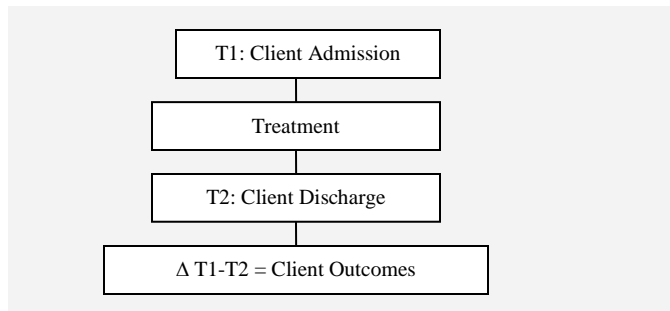 T1: Client Admission
Treatment
T2: Client Discharge
Δ T1-T2 = Client Outcomes